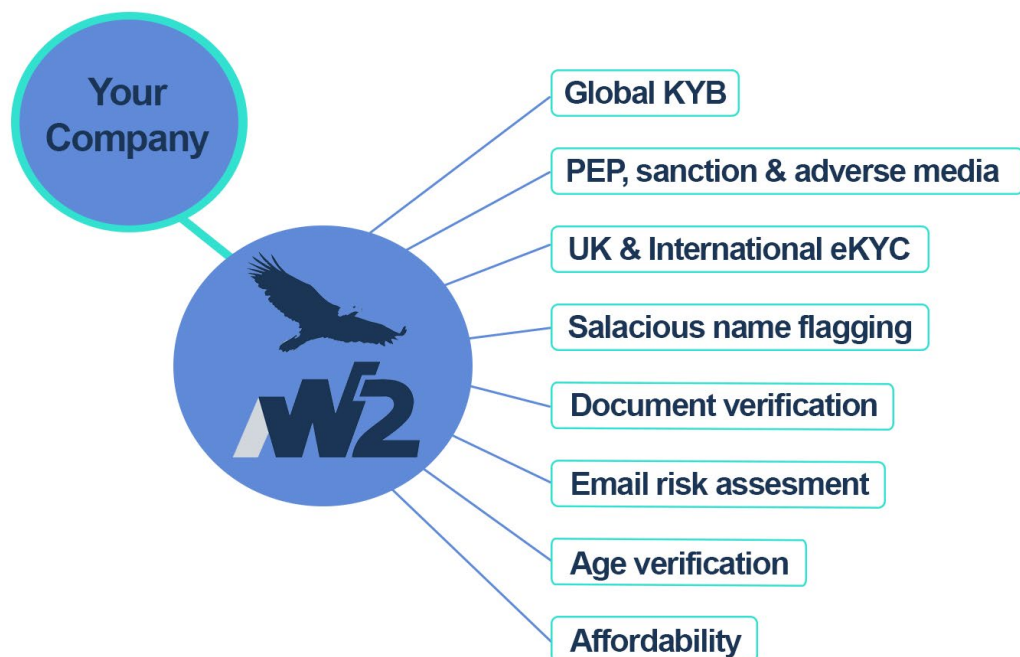 Your
Company
W2
Global KYB
PEP, sanction & adverse media
UK & International eKYC
Salacious name flagging
Document verification
Email risk assesment
Age verification
Affordability